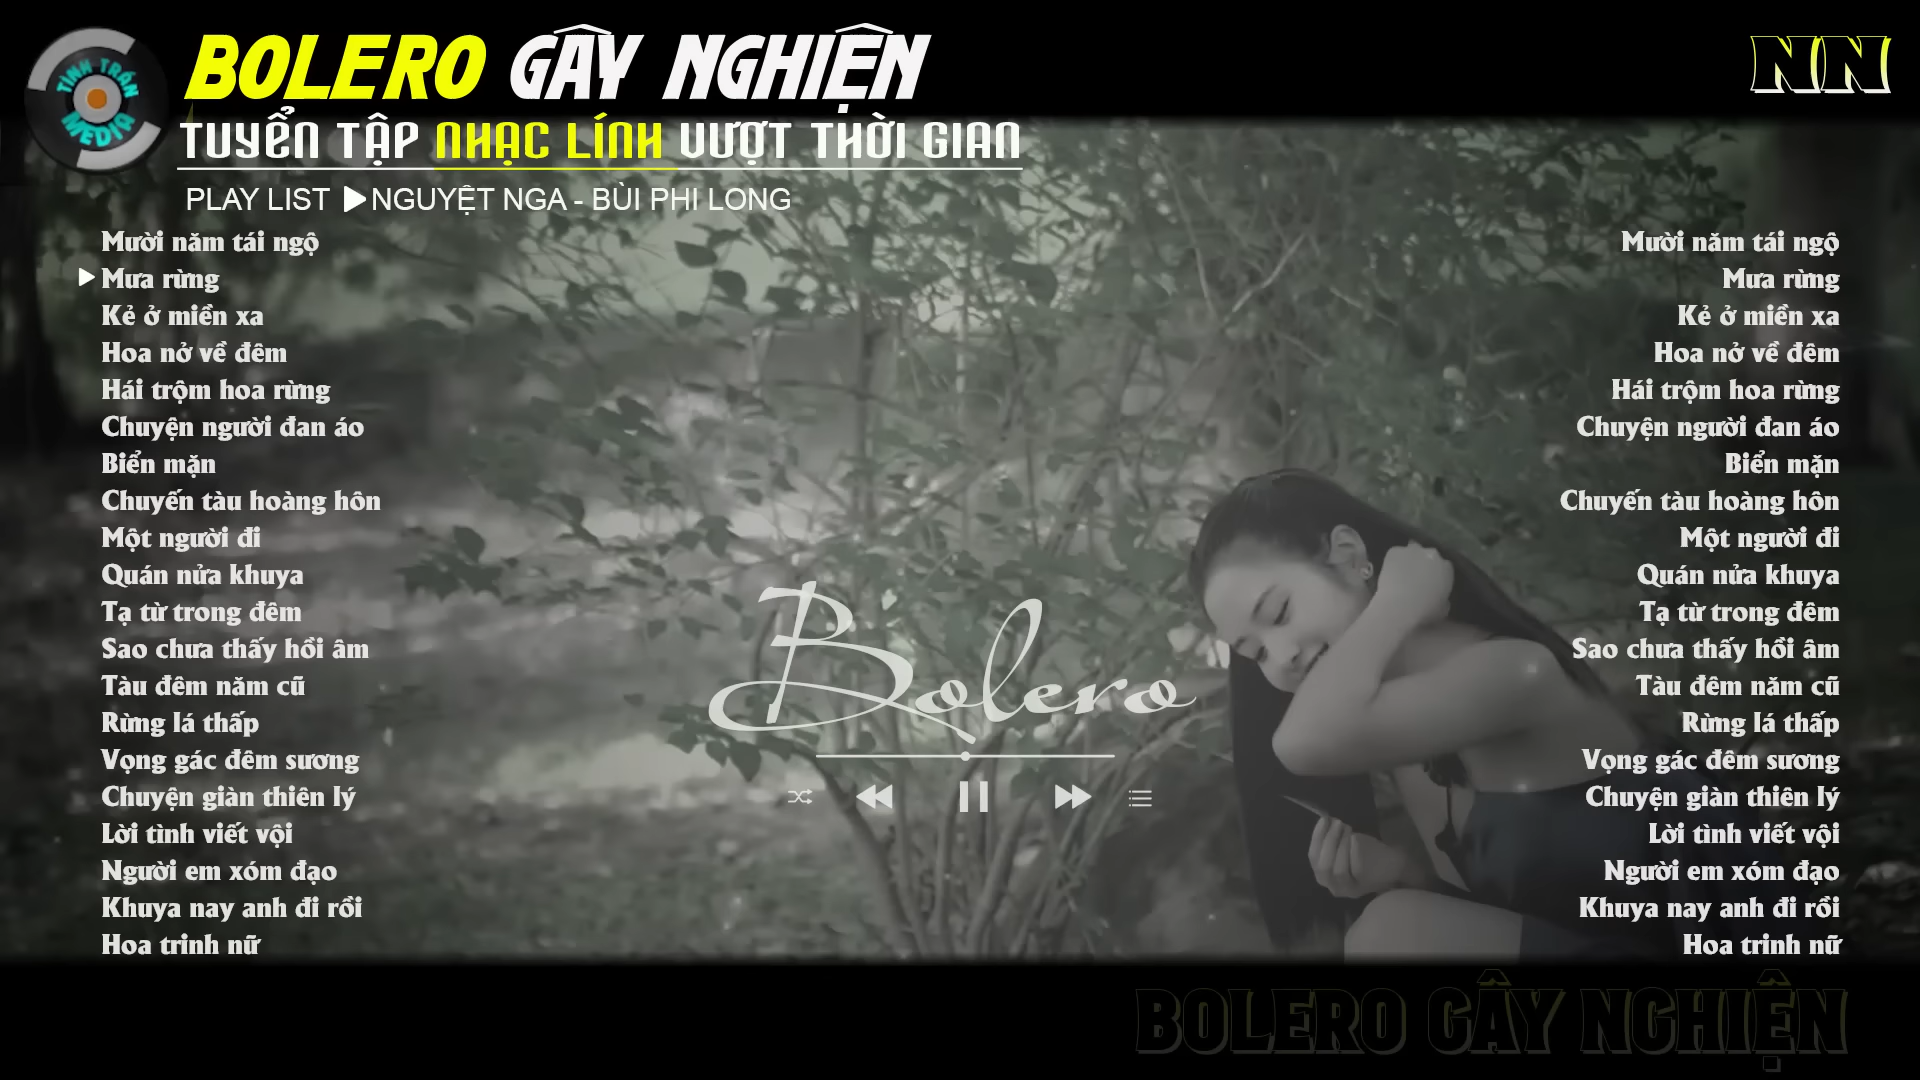 TÌNH TRẦN
MEDIA
BOLERO GÂY NGHIỆN
NN
TUYỂN TẬP NHẠC LÍNH VƯỢT THỜI GIAN
PLAY LIST ▶NGUYỆT NGA - BÙI PHI LONG
Mười năm tái ngộ
Mưa rừng
Kẻ ở miền xa
Hoa nở về đêm
Hái trộm hoa rừng
Chuyện người đan áo
Biển mặn
Chuyến tàu hoàng hôn
Một người đi
Quán nửa khuya
Tạ từ trong đêm
Sao chưa thấy hồi âm
Tàu đêm năm cũ
Rừng lá thấp
Vọng gác đêm sương
Chuyện giàn thiên lý
Lời tình viết vội
Người em xóm đạo
Khuya nay anh đi rồi
Hoa trinh nữ
Bolero
Mười năm tái ngộ
Mưa rừng
Kẻ ở miền xa
Hoa nở về đêm
Hái trộm hoa rừng
Chuyện người đan áo
Biển mặn
Chuyến tàu hoàng hôn
Một người đi
Quán nửa khuya
Tạ từ trong đêm
Sao chưa thấy hồi âm
Tàu đêm năm cũ
Rừng lá thấp
Vọng gác đêm sương
Chuyện giàn thiên lý
Lời tình viết vội
Người em xóm đạo
Khuya nay anh đi rồi
Hoa trinh nữ
BOLERO GÂY NGHIỆN